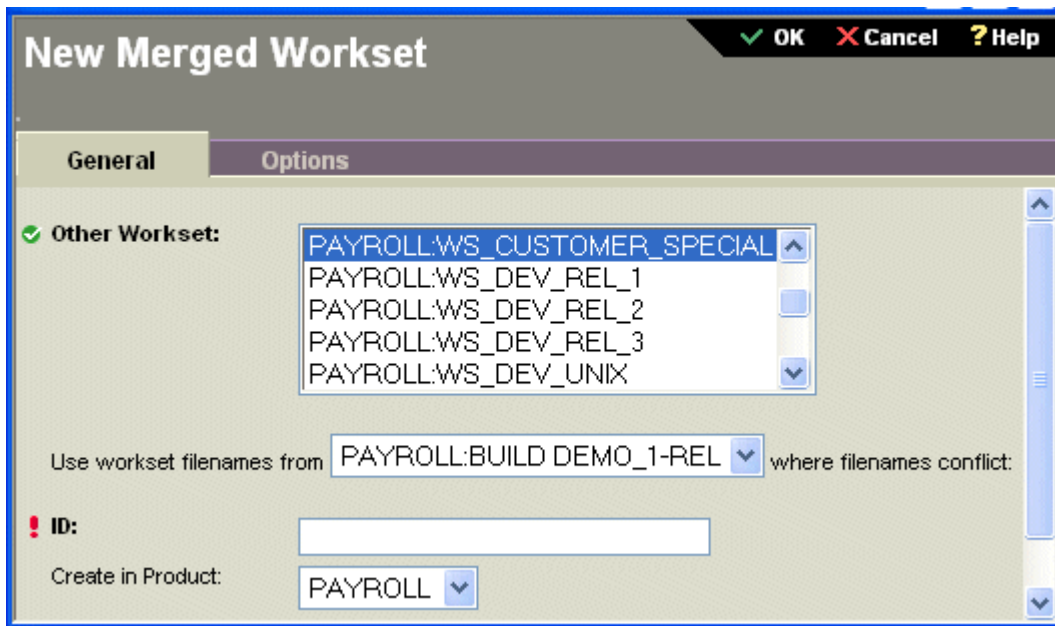 New Merged Workset
OK Cancel ? Help
General Options
Other Workset:
PAYROLL:WS_CUSTOMER_SPECIAL
PAYROLL:WS_DEV_REL_1
PAYROLL:WS_DEV_REL_2
PAYROLL:WS_DEV_REL_3
PAYROLL:WS_DEV_UNIX
Use workset filenames from PAYROLL:BUILD DEMO_1-REL where filenames conflict:
! ID:
Create in Product: PAYROLL